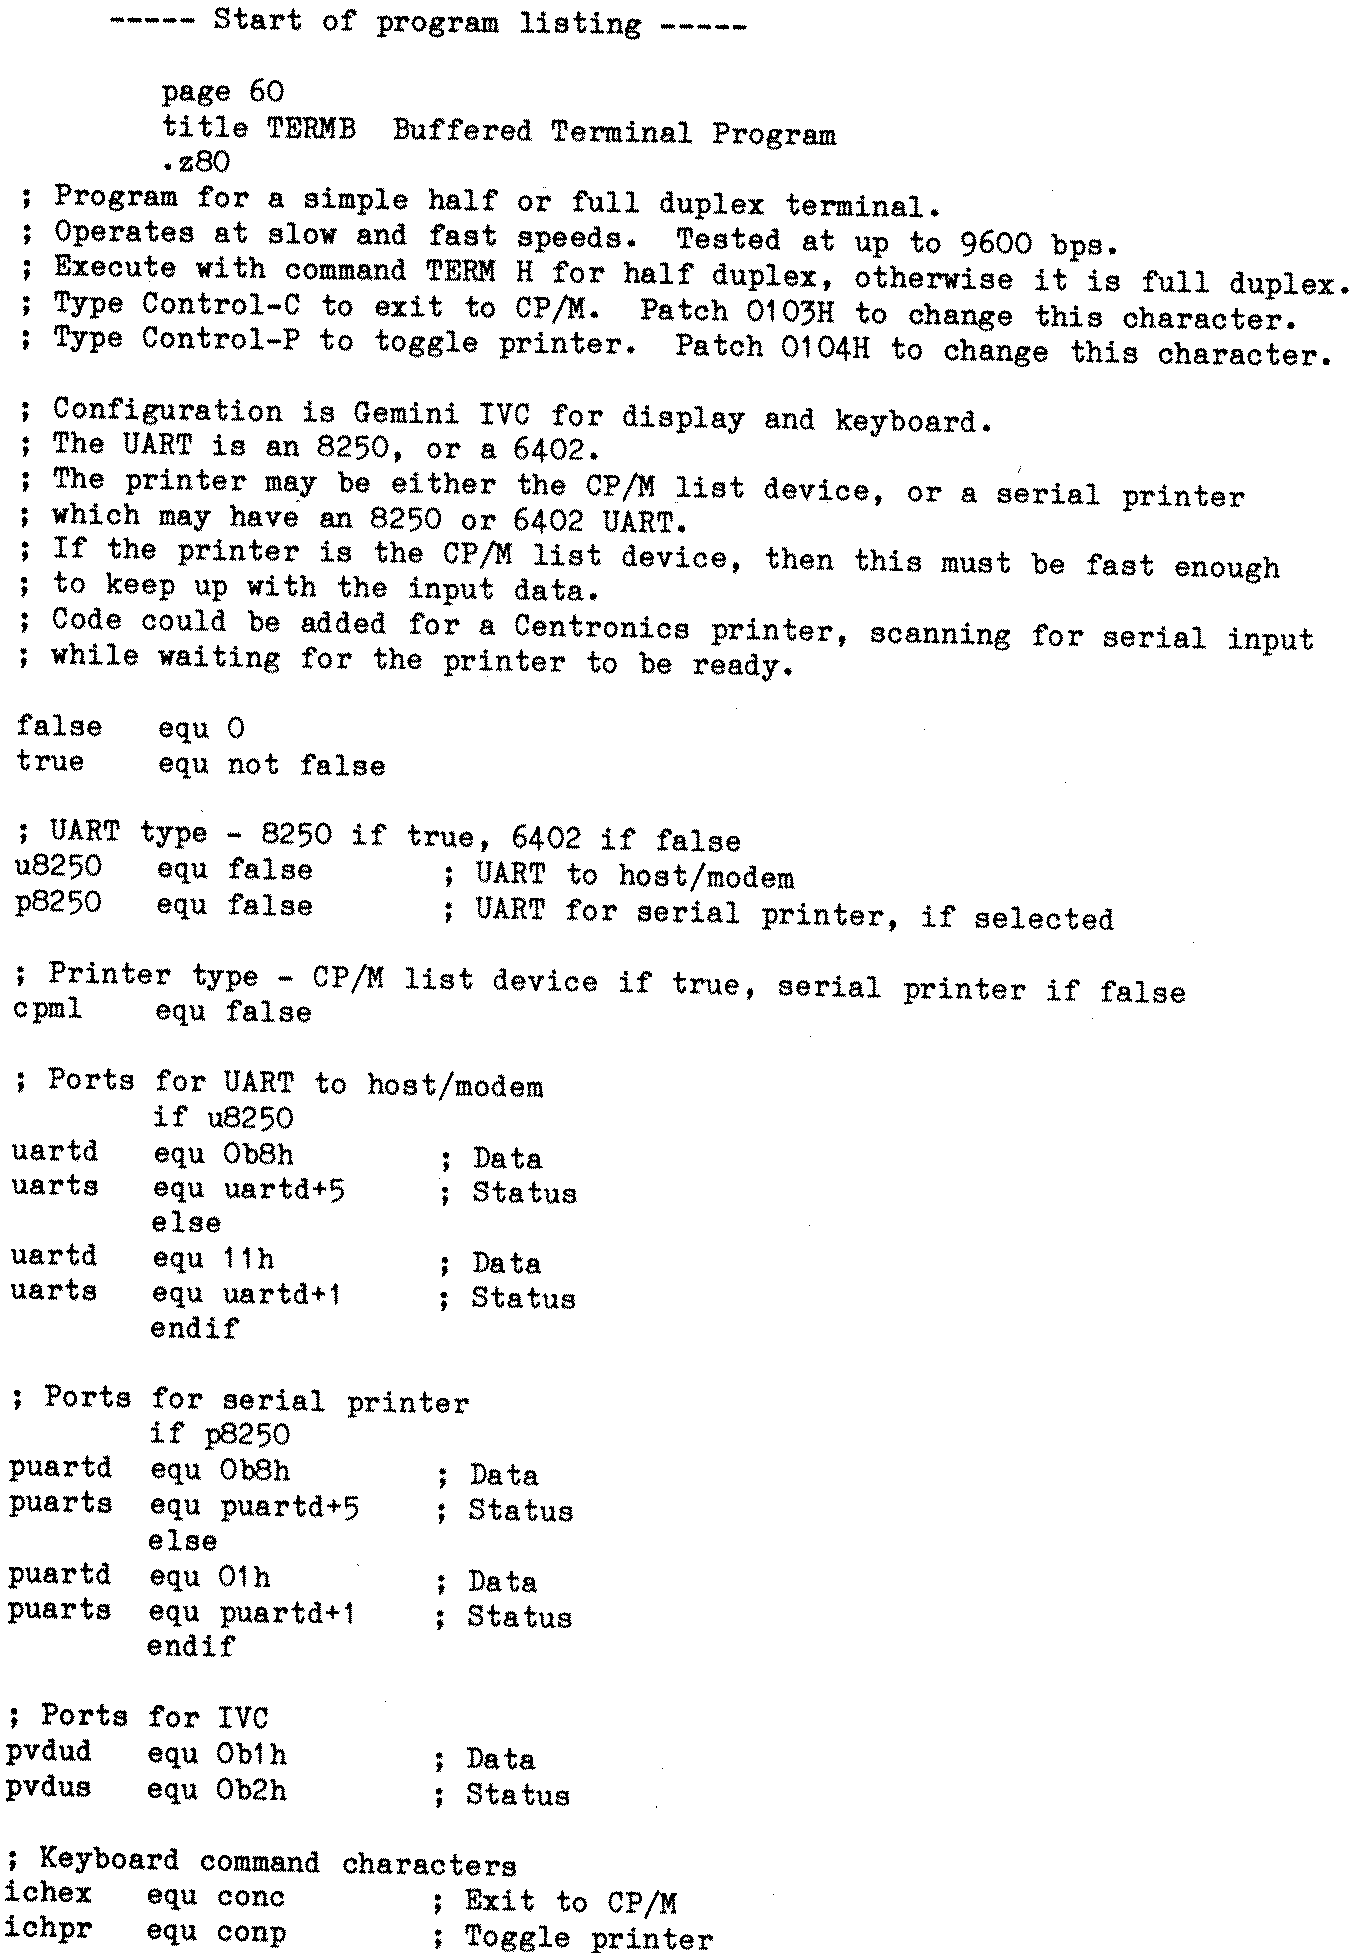 ----- Start of program listing -----
page 60
title TERMB  Buffered Terminal Program
.z80
; Program for a simple half or full duplex terminal.
; Operates at slow and fast speeds.  Tested at up to 9600 bps.
; Execute with command TERM H for half duplex, otherwise it is full duplex.
; Type Control-C to exit to CP/M.  Patch 0103H to change this character.
; Type Control-P to toggle printer.  Patch 0104H to change this character.
; Configuration is Gemini IVC for display and keyboard.
; The UART is an 8250, or a 6402.
; The printer may be either the CP/M list device, or a serial printer
; which may have an 8250 or 6402 UART.
; If the printer is the CP/M list device, then this must be fast enough
; to keep up with the input data.
; Code could be added for a Centronics printer, scanning for serial input
; while waiting for the printer to be ready.
false   equ 0
true    equ not false
; UART type - 8250 if true, 6402 if false
u8250   equ false       ; UART to host/modem
p8250   equ false       ; UART for serial printer, if selected
; Printer type - CP/M list device if true, serial printer if false
cpml    equ false
; Ports for UART to host/modem
if u8250
uartd   equ 0b8h        ; Data
uarts   equ uartd+5     ; Status
else
uartd   equ 11h         ; Data
uarts   equ uartd+1     ; Status
endif
; Ports for serial printer
if p8250
puartd  equ 0b8h        ; Data
puarts  equ puartd+5    ; Status
else
puartd  equ 01h         ; Data
puarts  equ puartd+1    ; Status
endif
; Ports for IVC
pvdud   equ 0b1h        ; Data
pvdus   equ 0b2h        ; Status
; Keyboard command characters
ichex   equ conc        ; Exit to CP/M
ichpr   equ conp        ; Toggle printer